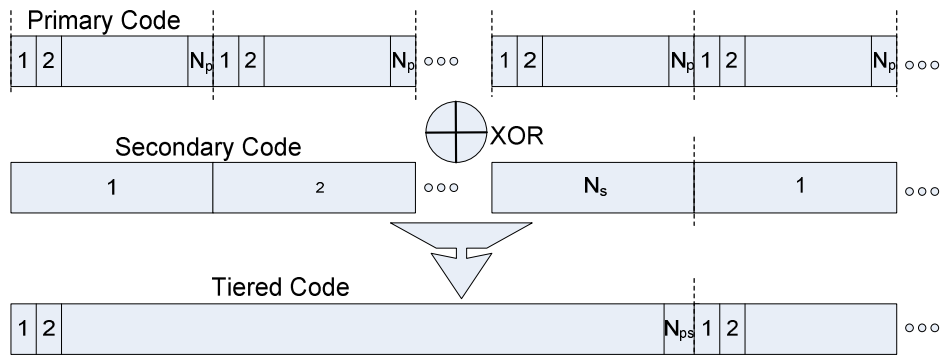 Primary Code
1 2 Np 1 2 Np 1 2 Np 1 2 Np
XOR
Secondary Code
1 2 Ns 1
Tiered Code
1 2 Nps 1 2